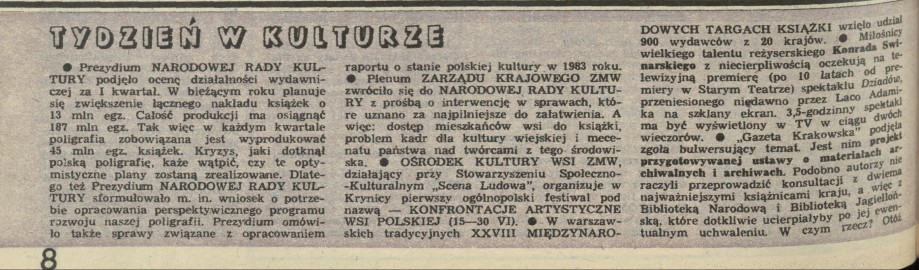 TYDZIEŃ W KULTURZE
● Prezydium NARODOWEJ RADY KUL-
TURY podjęło ocenę działalności wydawni-
czej za I kwartał. W bieżącym roku planuje
się zwiększenie łącznego nakładu książek o
13 mln egz. Całość produkcji ma osiągnąć
187 mln egz. Tak więc w każdym kwartale
poligrafia zobowiązana jest wyprodukować
45 mln egz. książek. Kryzys, jaki dotknął
polską poligrafię, każe wątpić, czy te opty-
mistyczne plany zostaną zrealizowane. Dlate-
go też Prezydium NARODOWEJ RADY KUL-
TURY sformułowało m. in. wniosek o potrze-
bie opracowania perspektywicznego programu
rozwoju naszej poligrafii. Prezydium omówi-
ło także sprawy związane z opracowaniem
raportu o stanie polskiej kultury w 1983 roku.
● Plenum ZARZĄDU KRAJOWEGO ZMW
zwróciło się do NARODOWEJ RADY KULTU-
RY z prośbą o interwencję w sprawach, któ-
re uznano za najpilniejsze do załatwienia. A
więc: dostęp mieszkańców wsi do książki,
problem kadr dla kultury wiejskiej i mece-
natu państwa nad twórcami z tego środowi-
ska. ● OŚRODEK KULTURY WSI ZMW,
działający przy Stowarzyszeniu Społeczno-
-Kulturalnym „Scena Ludowa", organizuje w
Krynicy pierwszy ogólnopolski festiwal pod
nazwą — KONFRONTACJE ARTYSTYCZNE
WSI POLSKIEJ (15—30 VI). ● W warszaw-
skich tradycyjnych XXVIII MIĘDZYNARO-
DOWYCH TARGACH KSIĄŻKI wzięło udział
900 wydawców z 20 krajów. ● Miłośnicy
wielkiego talentu reżyserskiego Konrada Swi-
narskiego z niecierpliwością oczekują na te-
lewizyjną premierę (po 10 latach od pre-
miery w Starym Teatrze) spektaklu Dziadów,
przeniesionego niedawno przez Laco Adami-
ka na szklany ekran. 3,5-godzinny spektakl
ma być wyświetlony w TV w ciągu dwóch
wieczorów. ● „Gazeta Krakowska" podjęła
zgoła bulwersujący temat. Jest nim projekt
przygotowywanej ustawy o materiałach ar-
chiwalnych i archiwach. Podobno autorzy nie
raczyli przeprowadzić konsultacji z dwiema
najważniejszymi książnicami kraju, a więc z
Biblioteką Narodową i Biblioteką Jagielloń-
ską, które dotkliwie ucierpiałyby po jej ewen-
tualnym uchwaleniu. W czym rzecz? Otóż
8